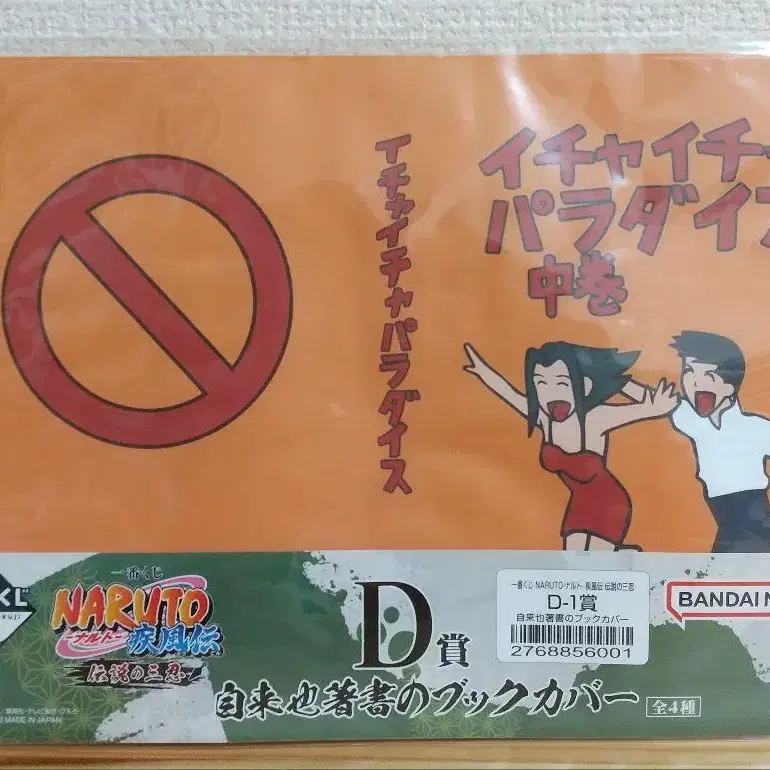 イチャイチャパラダイス
イチャイチャ
パラダイス
中巻
一番くじ
NARUTO
-ナルト-
疾風伝
伝説の三忍
D賞
自来也著書のブックカバー
全4種
一番くじ NARUTO-ナルト- 疾風伝 伝説の三忍
D-1賞
自来也著書のブックカバー
2768856001
BANDAI
MADE IN JAPAN